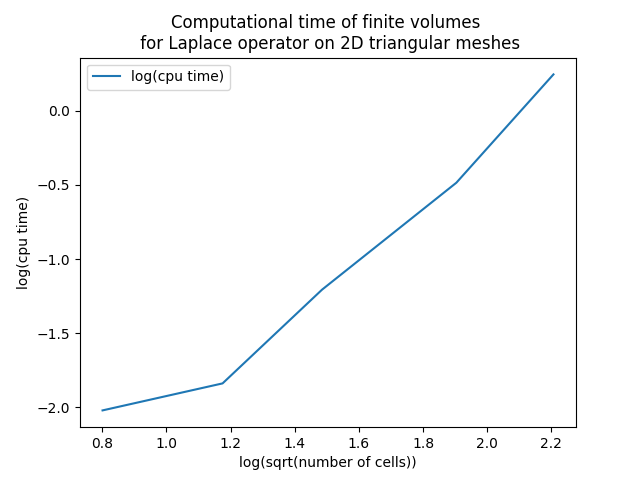 Computational time of finite volumes
for Laplace operator on 2D triangular meshes
log(cpu time)
log(cpu time)
0.0
−0.5
−1.0
−1.5
−2.0
0.8 1.0 1.2 1.4 1.6 1.8 2.0 2.2
log(sqrt(number of cells))